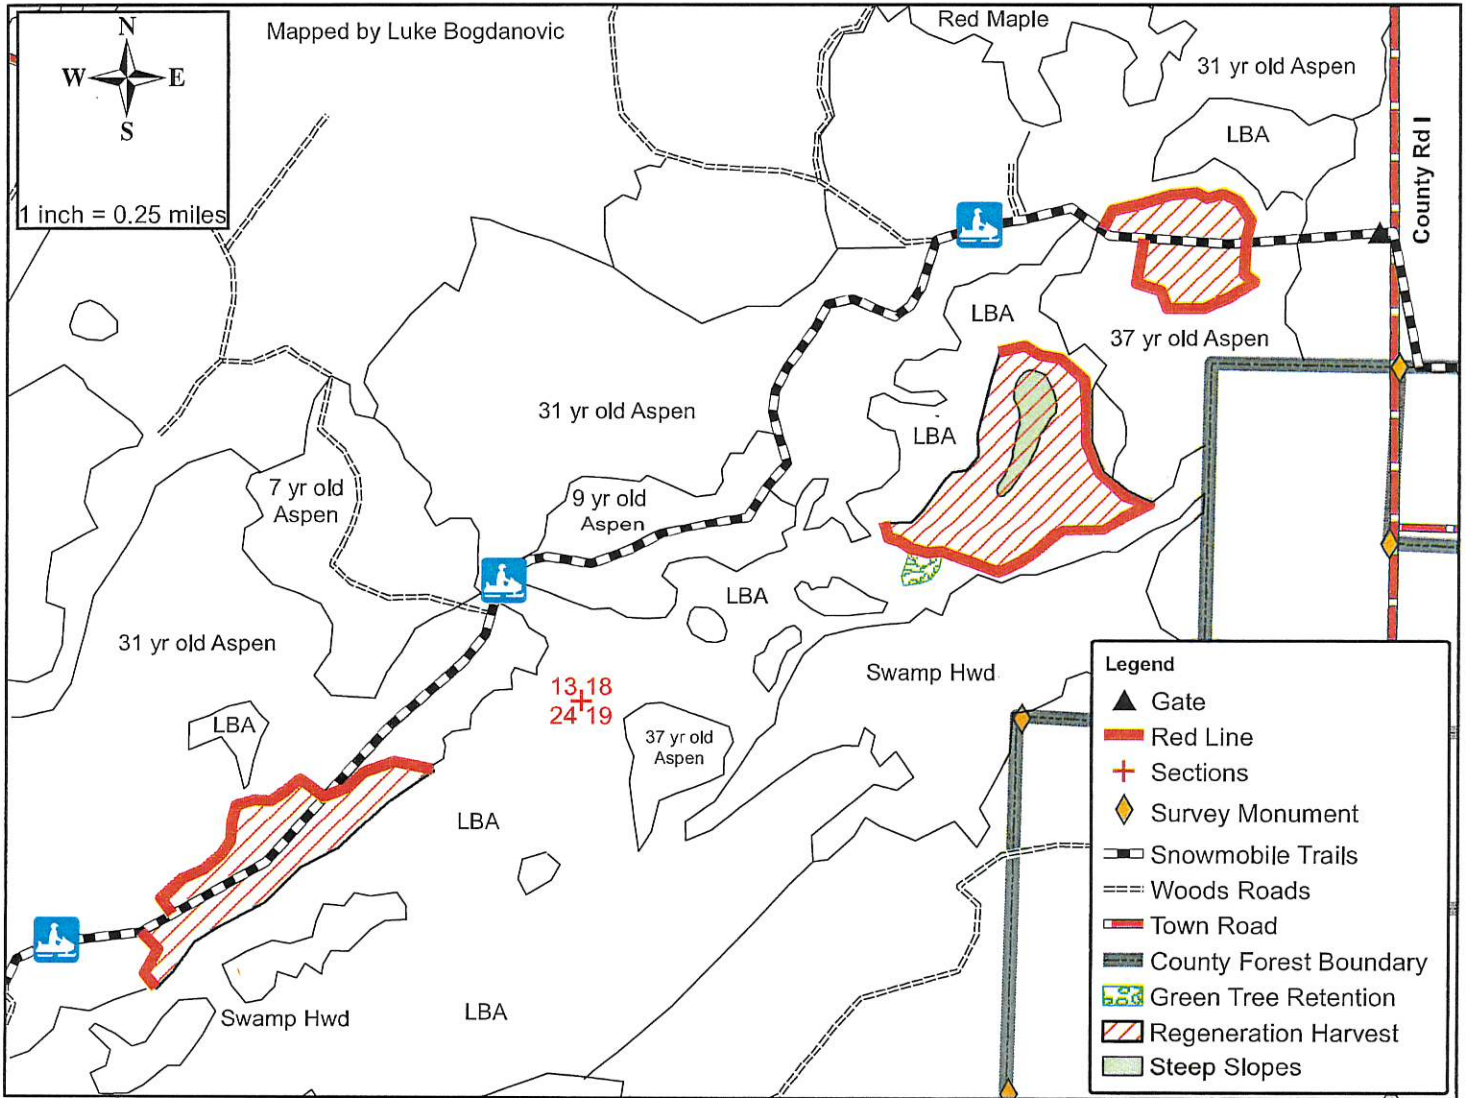 N
W E
S
1 inch = 0.25 miles
Mapped by Luke Bogdanovic
Red Maple
31 yr old Aspen
LBA
County Rd I
LBA
37 yr old Aspen
31 yr old Aspen
LBA
7 yr old
Aspen
9 yr old
Aspen
LBA
31 yr old Aspen
Swamp Hwd
13 18
24 19
LBA
37 yr old
Aspen
LBA
Swamp Hwd
LBA
Legend
Gate
Red Line
Sections
Survey Monument
Snowmobile Trails
Woods Roads
Town Road
County Forest Boundary
Green Tree Retention
Regeneration Harvest
Steep Slopes